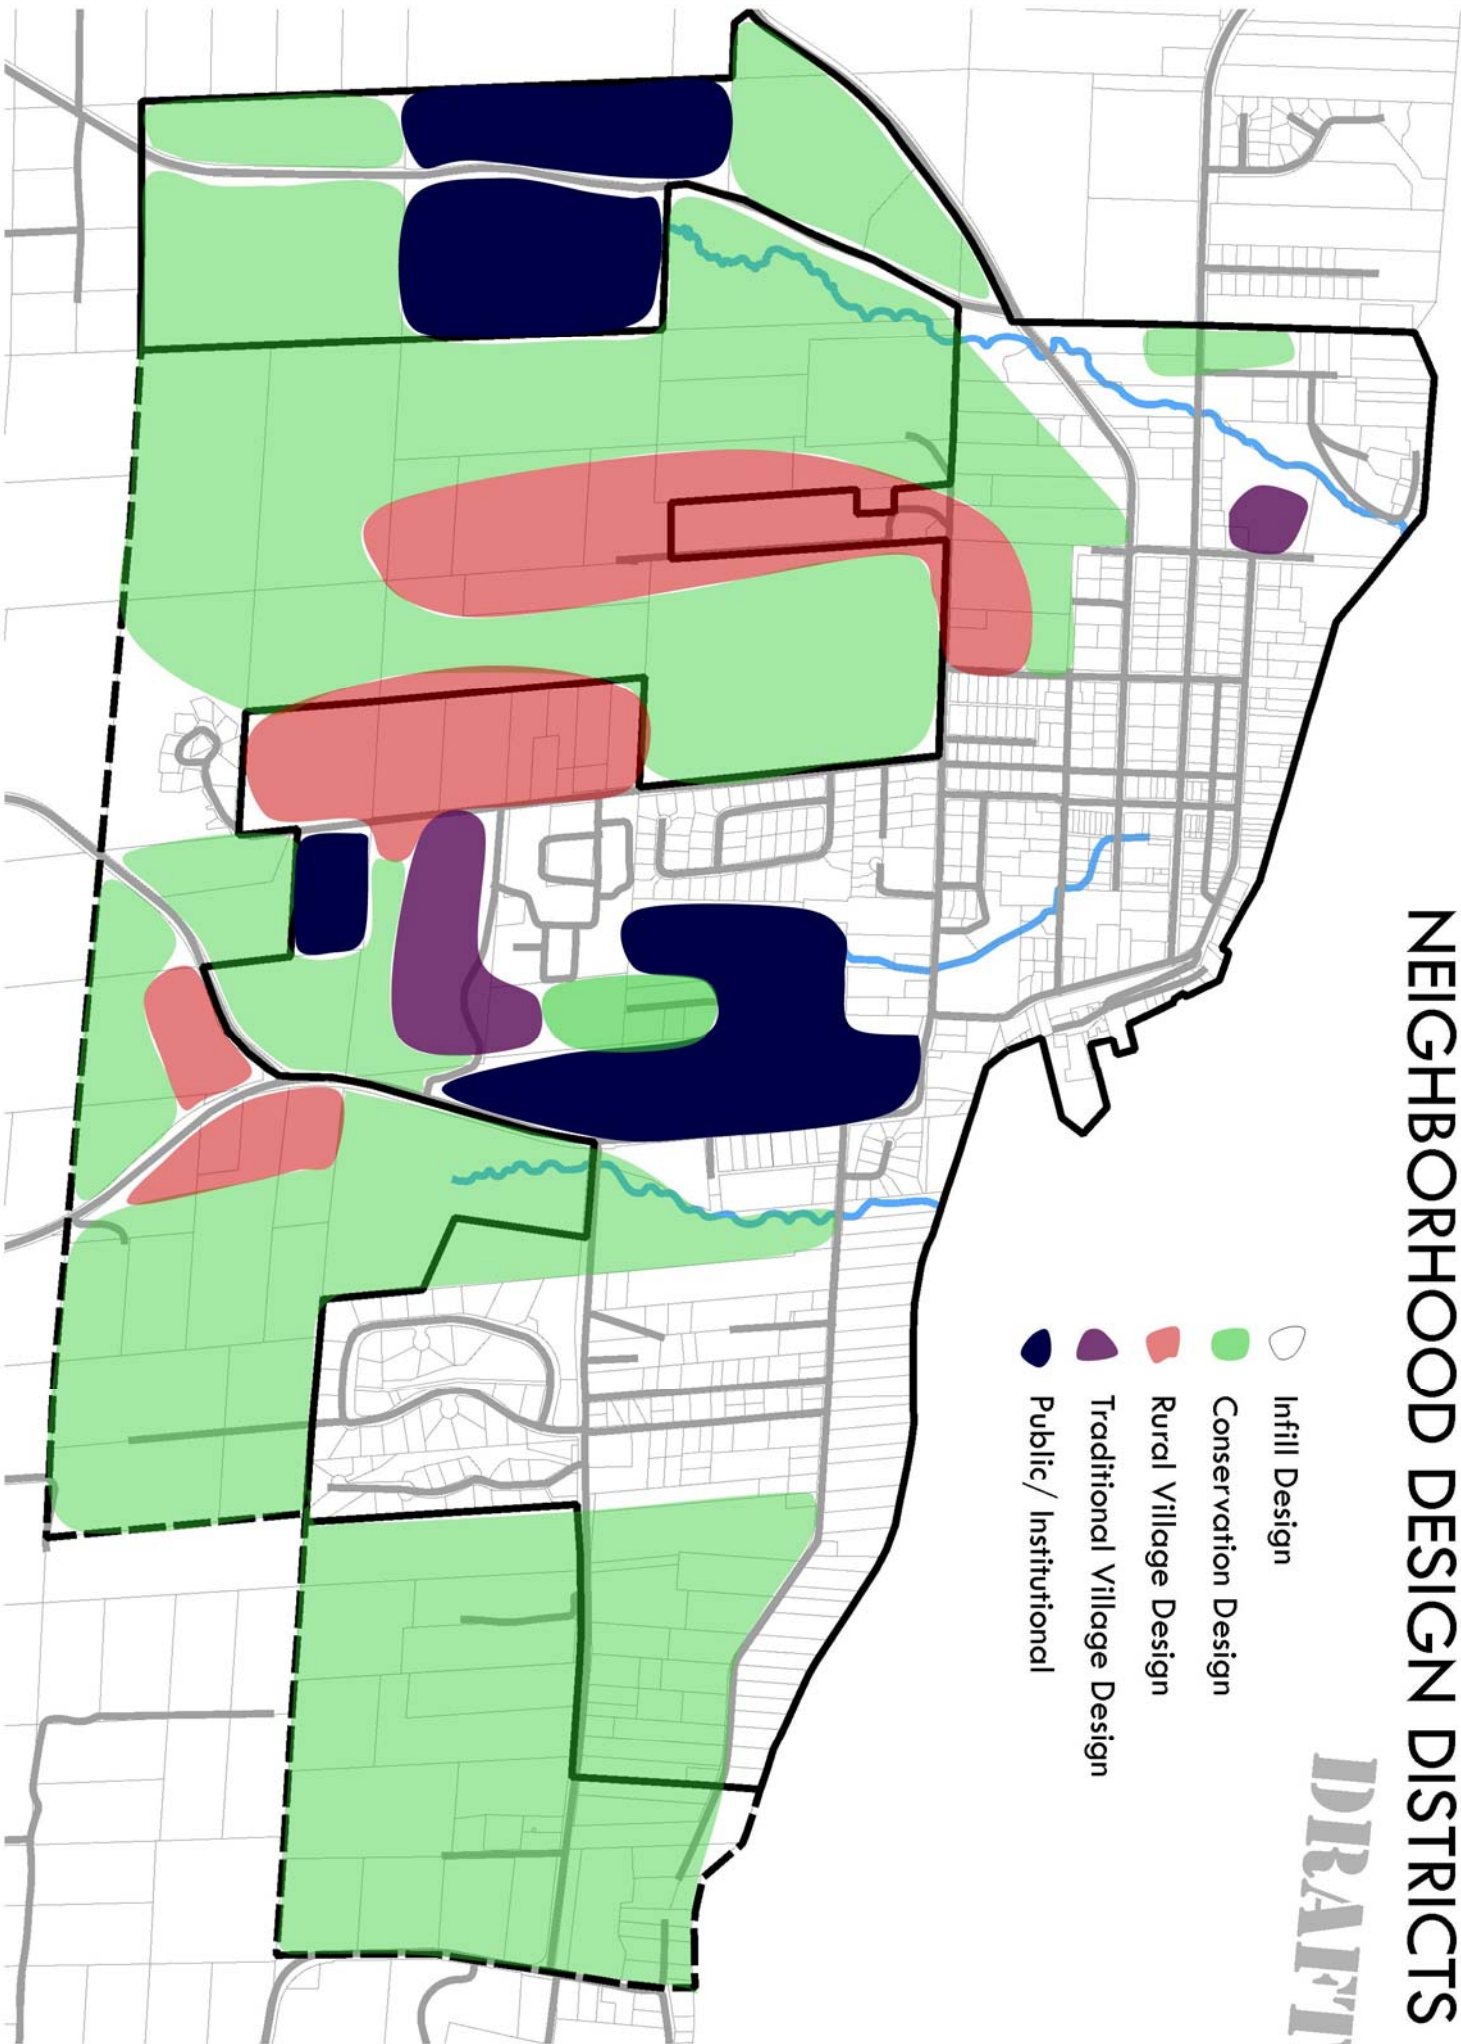 NEIGHBORHOOD DESIGN DISTRICTS
DRAFT
Infill Design
Conservation Design
Rural Village Design
Traditional Village Design
Public/ Institutional